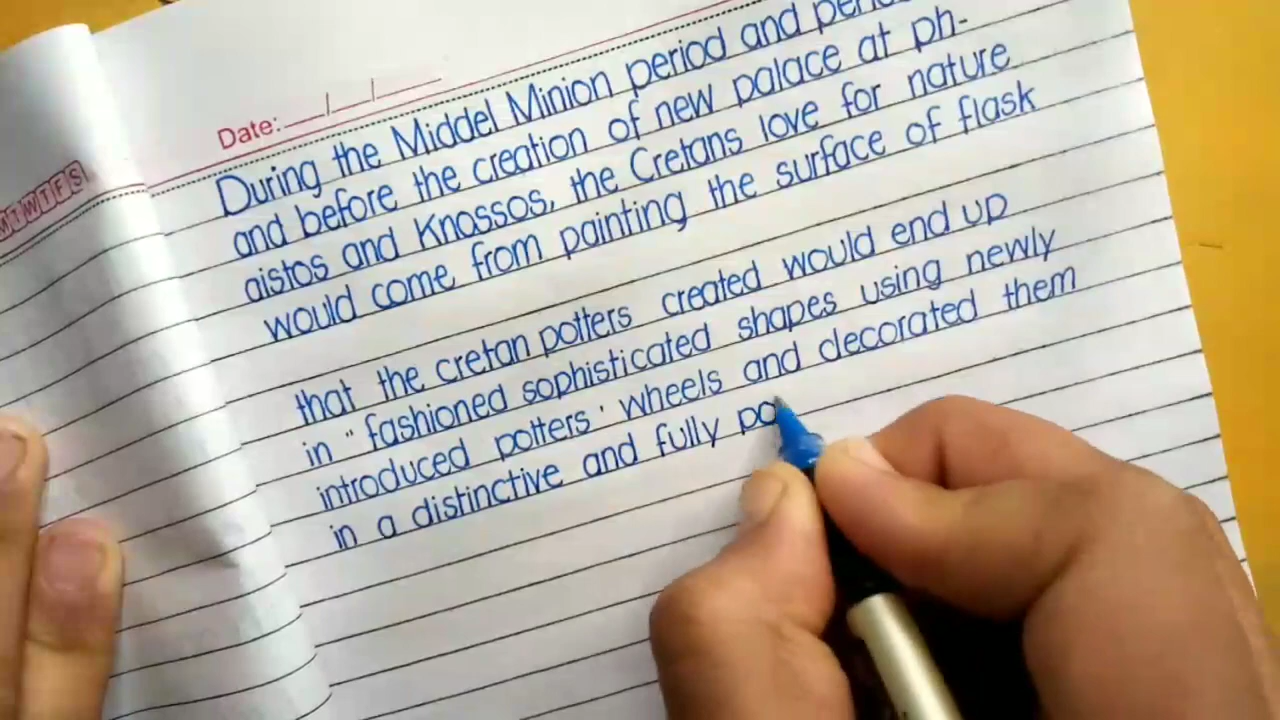 MTWTFS
Date:
During the Middel Minion period and
and before the creation of new palace at ph-
aistos and Knossos, the Cretans love for nature
would come from painting the surface of flask
that the cretan potters created would end up
in " fashioned sophisticated shapes using newly
introduced potters' wheels and decorated them
in a distinctive and fully